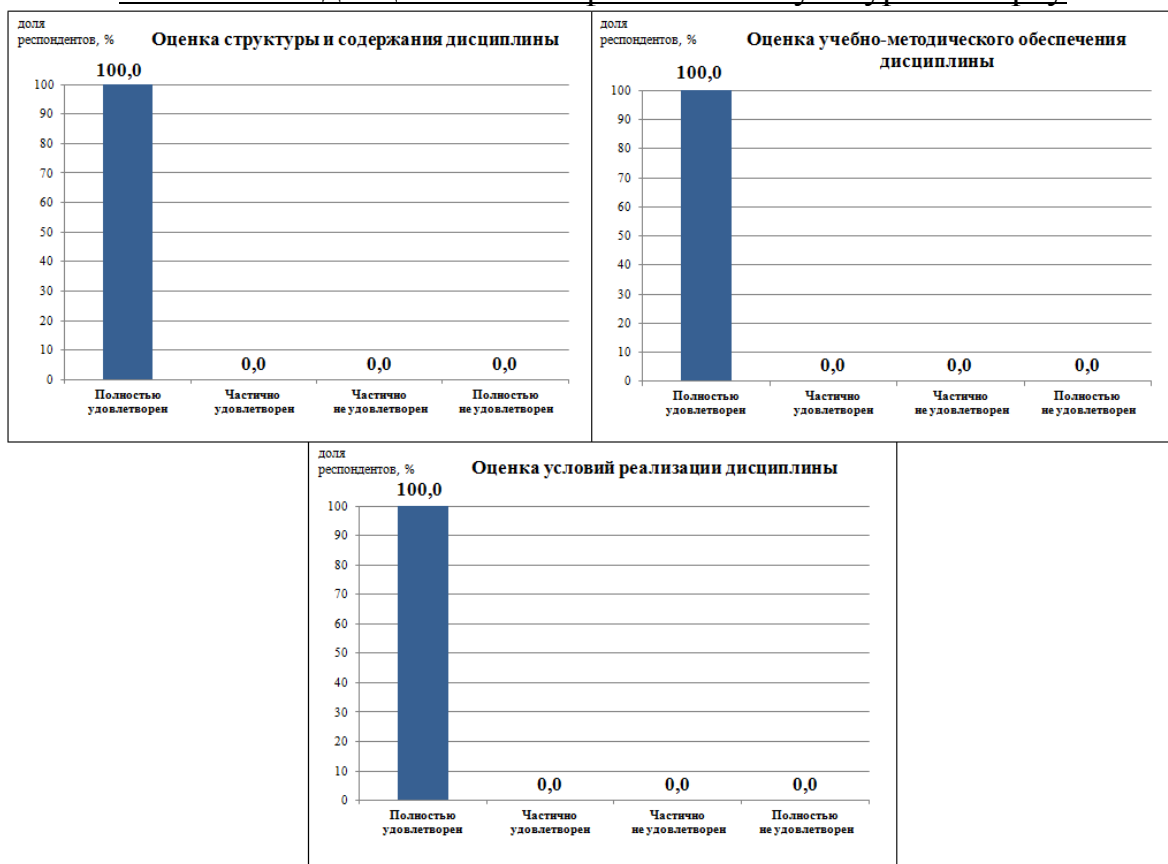 доля
респондентов, %
Оценка структуры и содержания дисциплины
100,0
100
90
80
70
60
50
40
30
20
10
0
0,0 0,0 0,0
Полностью удовлетворен
Частично удовлетворен
Частично не удовлетворен
Полностью не удовлетворен
доля
респондентов, %
Оценка учебно-методического обеспечения
дисциплины
100,0
100
90
80
70
60
50
40
30
20
10
0
0,0 0,0 0,0
Полностью удовлетворен
Частично удовлетворен
Частично не удовлетворен
Полностью не удовлетворен
доля
респондентов, %
Оценка условий реализации дисциплины
100,0
100
90
80
70
60
50
40
30
20
10
0
0,0 0,0 0,0
Полностью удовлетворен
Частично удовлетворен
Частично не удовлетворен
Полностью не удовлетворен